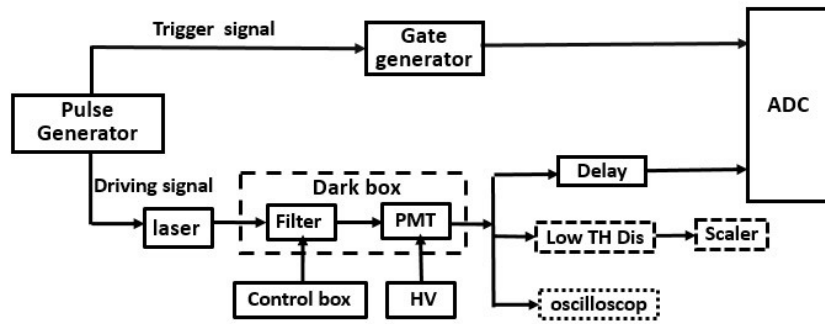 Trigger signal
Gate
generator
ADC
Pulse
Generator
Driving signal
Dark box
Delay
laser
Filter
PMT
Low TH Dis
Scaler
Control box
HV
oscilloscop